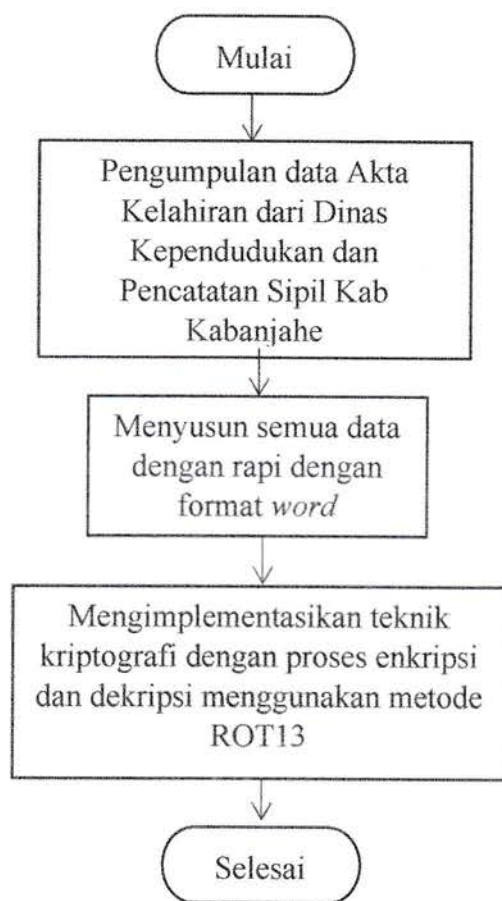 Mulai
Pengumpulan data Akta
Kelahiran dari Dinas
Kependudukan dan
Pencatatan Sipil Kab
Kabanjahe
Menyusun semua data
dengan rapi dengan
format word
Mengimplementasikan teknik
kriptografi dengan proses enkripsi
dan dekripsi menggunakan metode
ROT13
Selesai